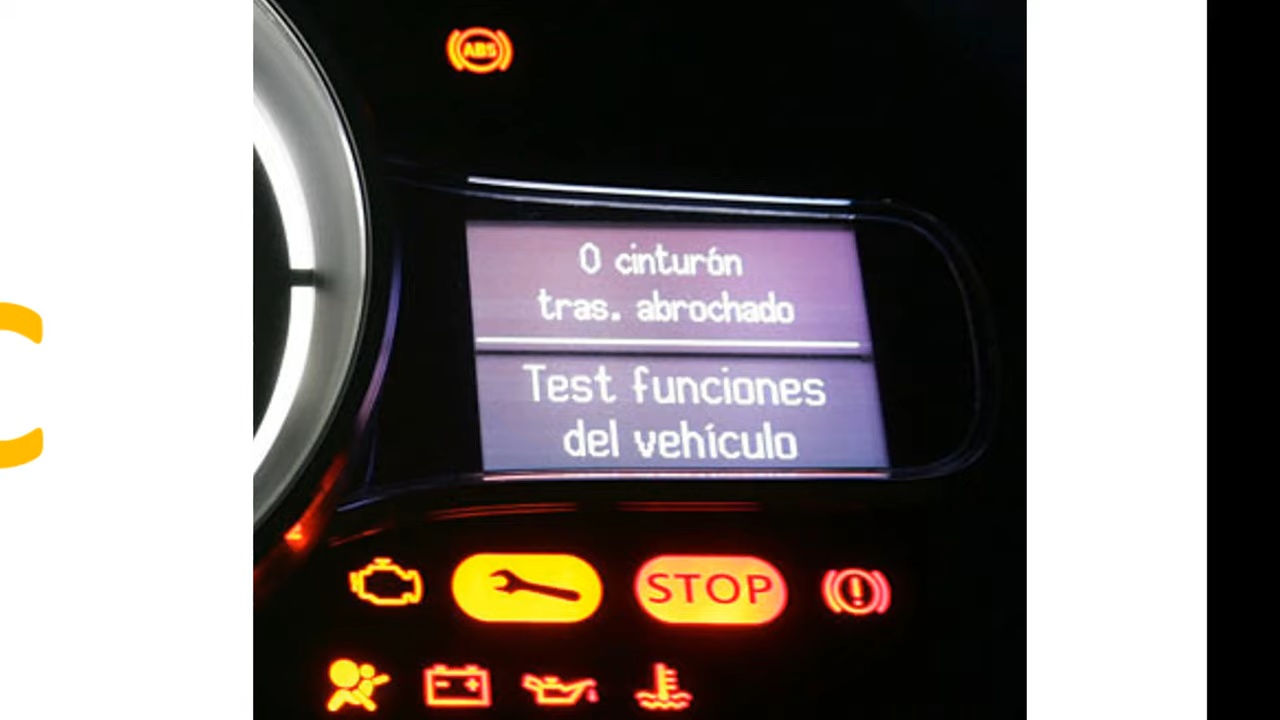 ABS
0 cinturón
tras. abrochado
Test funciones
del vehículo
STOP